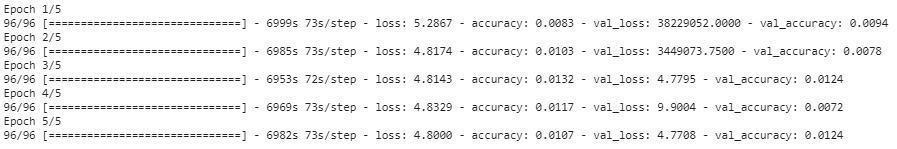 Epoch 1/5
96/96 [==============================] - 6999s 73s/step - loss: 5.2867 - accuracy: 0.0083 - val_loss: 38229052.0000 - val_accuracy: 0.0094
Epoch 2/5
96/96 [==============================] - 6985s 73s/step - loss: 4.8174 - accuracy: 0.0103 - val_loss: 3449073.7500 - val_accuracy: 0.0078
Epoch 3/5
96/96 [==============================] - 6953s 72s/step - loss: 4.8143 - accuracy: 0.0132 - val_loss: 4.7795 - val_accuracy: 0.0124
Epoch 4/5
96/96 [==============================] - 6969s 73s/step - loss: 4.8329 - accuracy: 0.0117 - val_loss: 9.9004 - val_accuracy: 0.0072
Epoch 5/5
96/96 [==============================] - 6982s 73s/step - loss: 4.8000 - accuracy: 0.0107 - val_loss: 4.7708 - val_accuracy: 0.0124